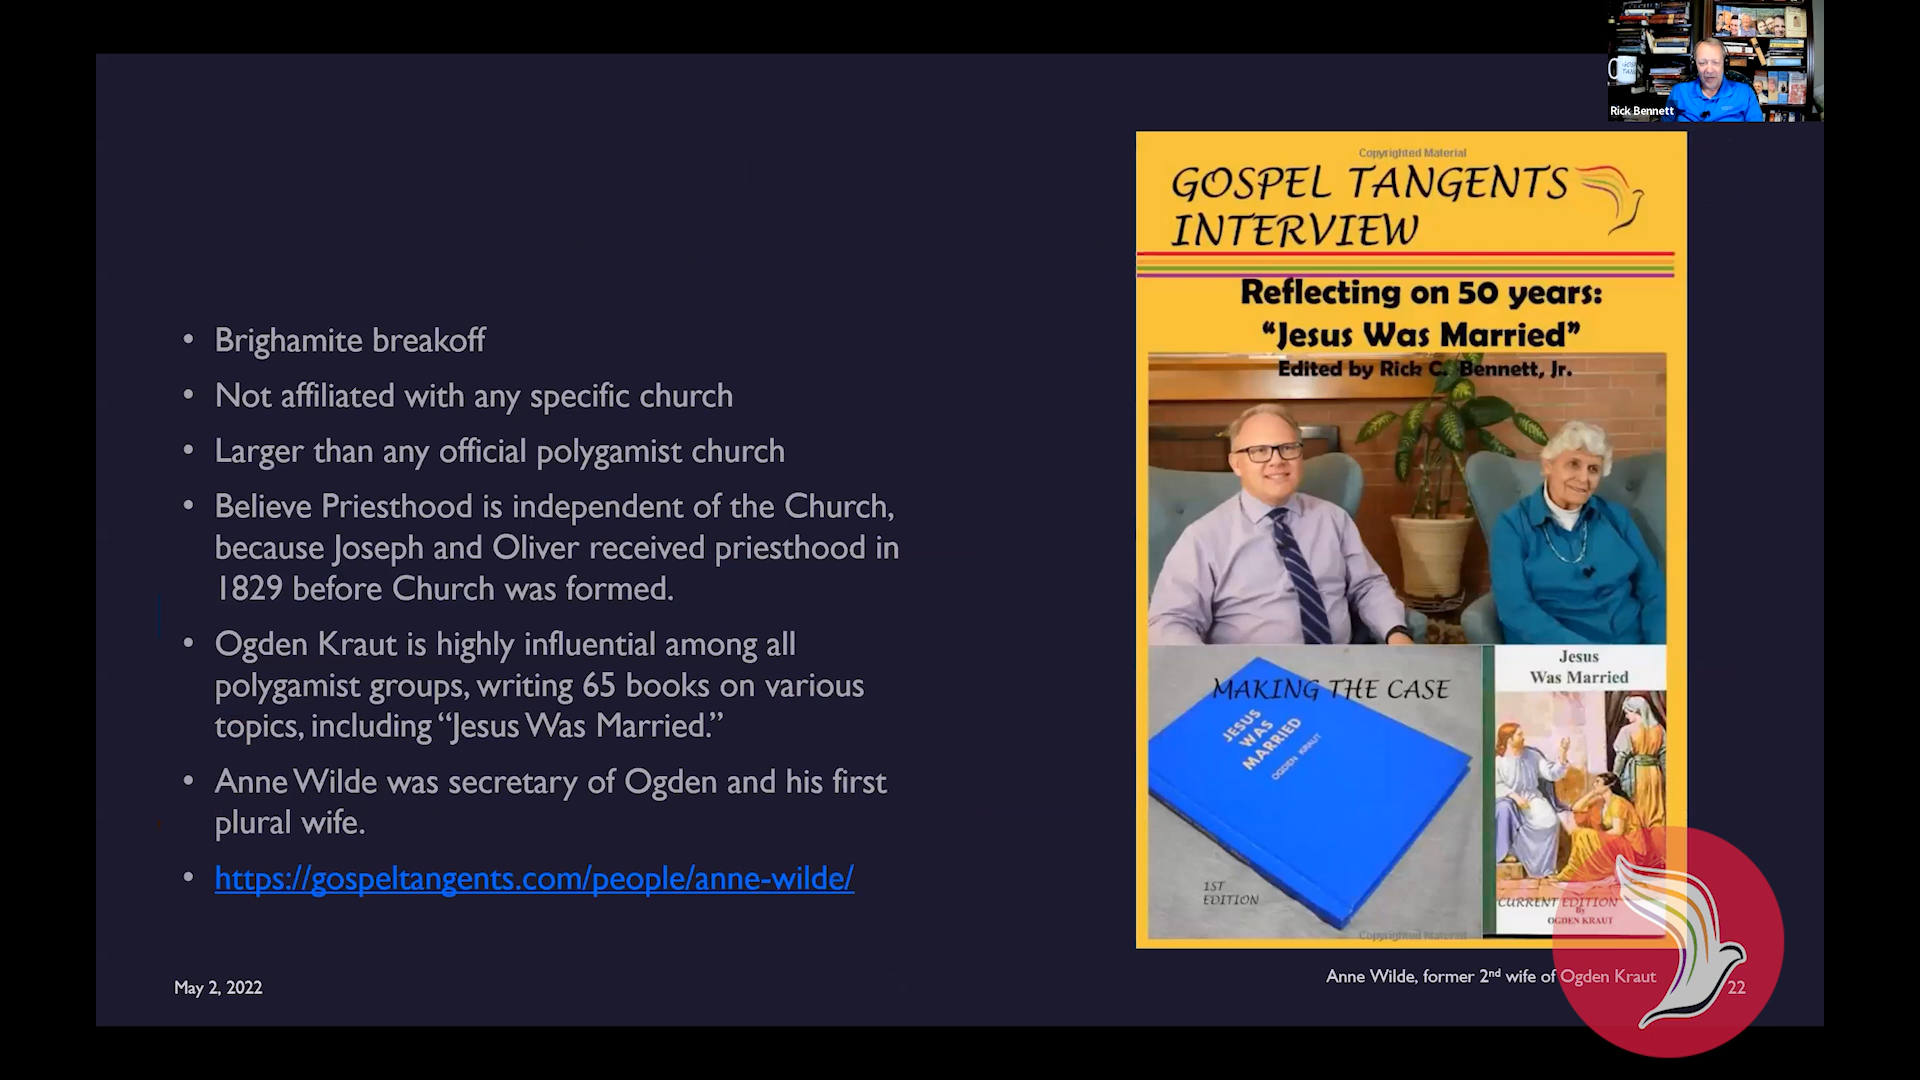 Rick Bennett
Copyrighted Material
GOSPEL TANGENTS
INTERVIEW
Reflecting on 50 years:
“Jesus Was Married”
Edited by Rick C. Bennett, Jr.
• Brighamite breakoff
• Not affiliated with any specific church
• Larger than any official polygamist church
• Believe Priesthood is independent of the Church,
because Joseph and Oliver received priesthood in
1829 before Church was formed.
• Ogden Kraut is highly influential among all
polygamist groups, writing 65 books on various
topics, including “Jesus Was Married.”
• Anne Wilde was secretary of Ogden and his first
plural wife.
• https://gospeltangents.com/people/anne-wilde/
MAKING THE CASE
JESUS
WAS
MARRIED
OGDEN KRAUT
1ST
EDITION
Jesus
Was Married
CURRENT EDITION
By
OGDEN KRAUT
Copyrighted Material
Anne Wilde, former 2nd wife of Ogden Kraut
May 2, 2022
22